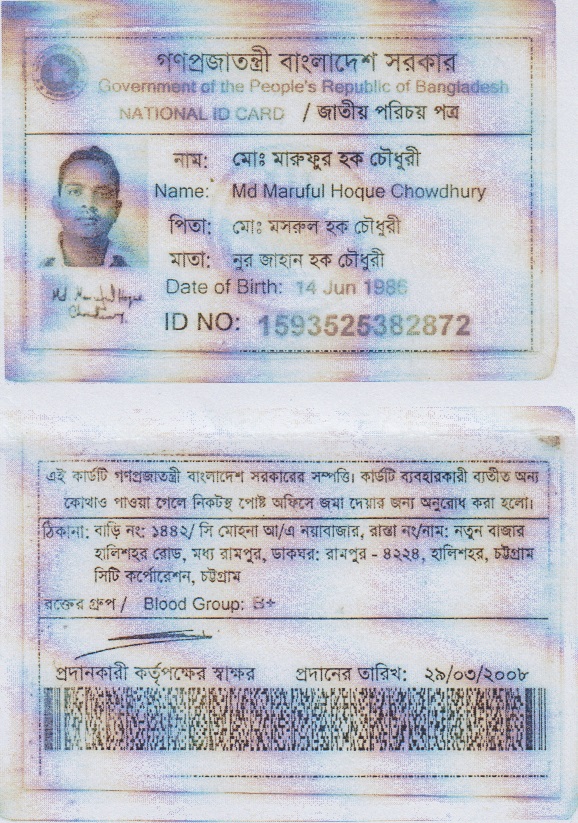 গণপ্রজাতন্ত্রী বাংলাদেশ সরকার
Government of the People's Republic of Bangladesh
NATIONAL ID CARD / জাতীয় পরিচয় পত্র
নাম: মোঃ মারুফুর হক চৌধুরী
Name: Md Maruful Hoque Chowdhury
পিতা: মোঃ মসরুল হক চৌধুরী
মাতা: নুর জাহান হক চৌধুরী
Date of Birth: 14 Jun 1986
Md. Maruful Hoque
Chowdhury
ID NO: 1593525382872
এই কার্ডটি গণপ্রজাতন্ত্রী বাংলাদেশ সরকারের সম্পত্তি। কার্ডটি ব্যবহারকারী ব্যতীত অন্য
কোথাও পাওয়া গেলে নিকটস্থ পোষ্ট অফিসে জমা দেয়ার জন্য অনুরোধ করা হলো।
ঠিকানা: বাড়ি নং: ১৪৪২/ সি মোহনা আ/এ নয়াবাজার, রাস্তা নং/নাম: নতুন বাজার
হালিশহর রোড, মধ্য রামপুর, ডাকঘর: রামপুর - ৪২২৪, হালিশহর, চট্টগ্রাম
সিটি কর্পোরেশন, চট্টগ্রাম
রক্তের গ্রুপ / Blood Group: B+
প্রদানকারী কর্তৃপক্ষের স্বাক্ষর প্রদানের তারিখ: ২৯/০৩/২০০৮